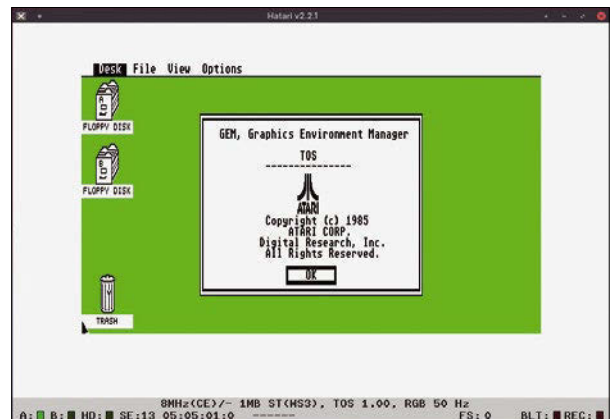 Hatari v2.2.1
Desk File View Options
FLOPPY DISK
FLOPPY DISK
TRASH
GEM, Graphics Environment Manager
TOS
---------------
ATARI
Copyright (c) 1985
ATARI CORP.
Digital Research, Inc.
All Rights Reserved.
OK
8MHz(CE)/- 1MB ST(WS3), TOS 1.00, RGB 50 Hz
A: B: HD: SE:13 05:05:01:0 ------ FS: 0 BLT: REC: